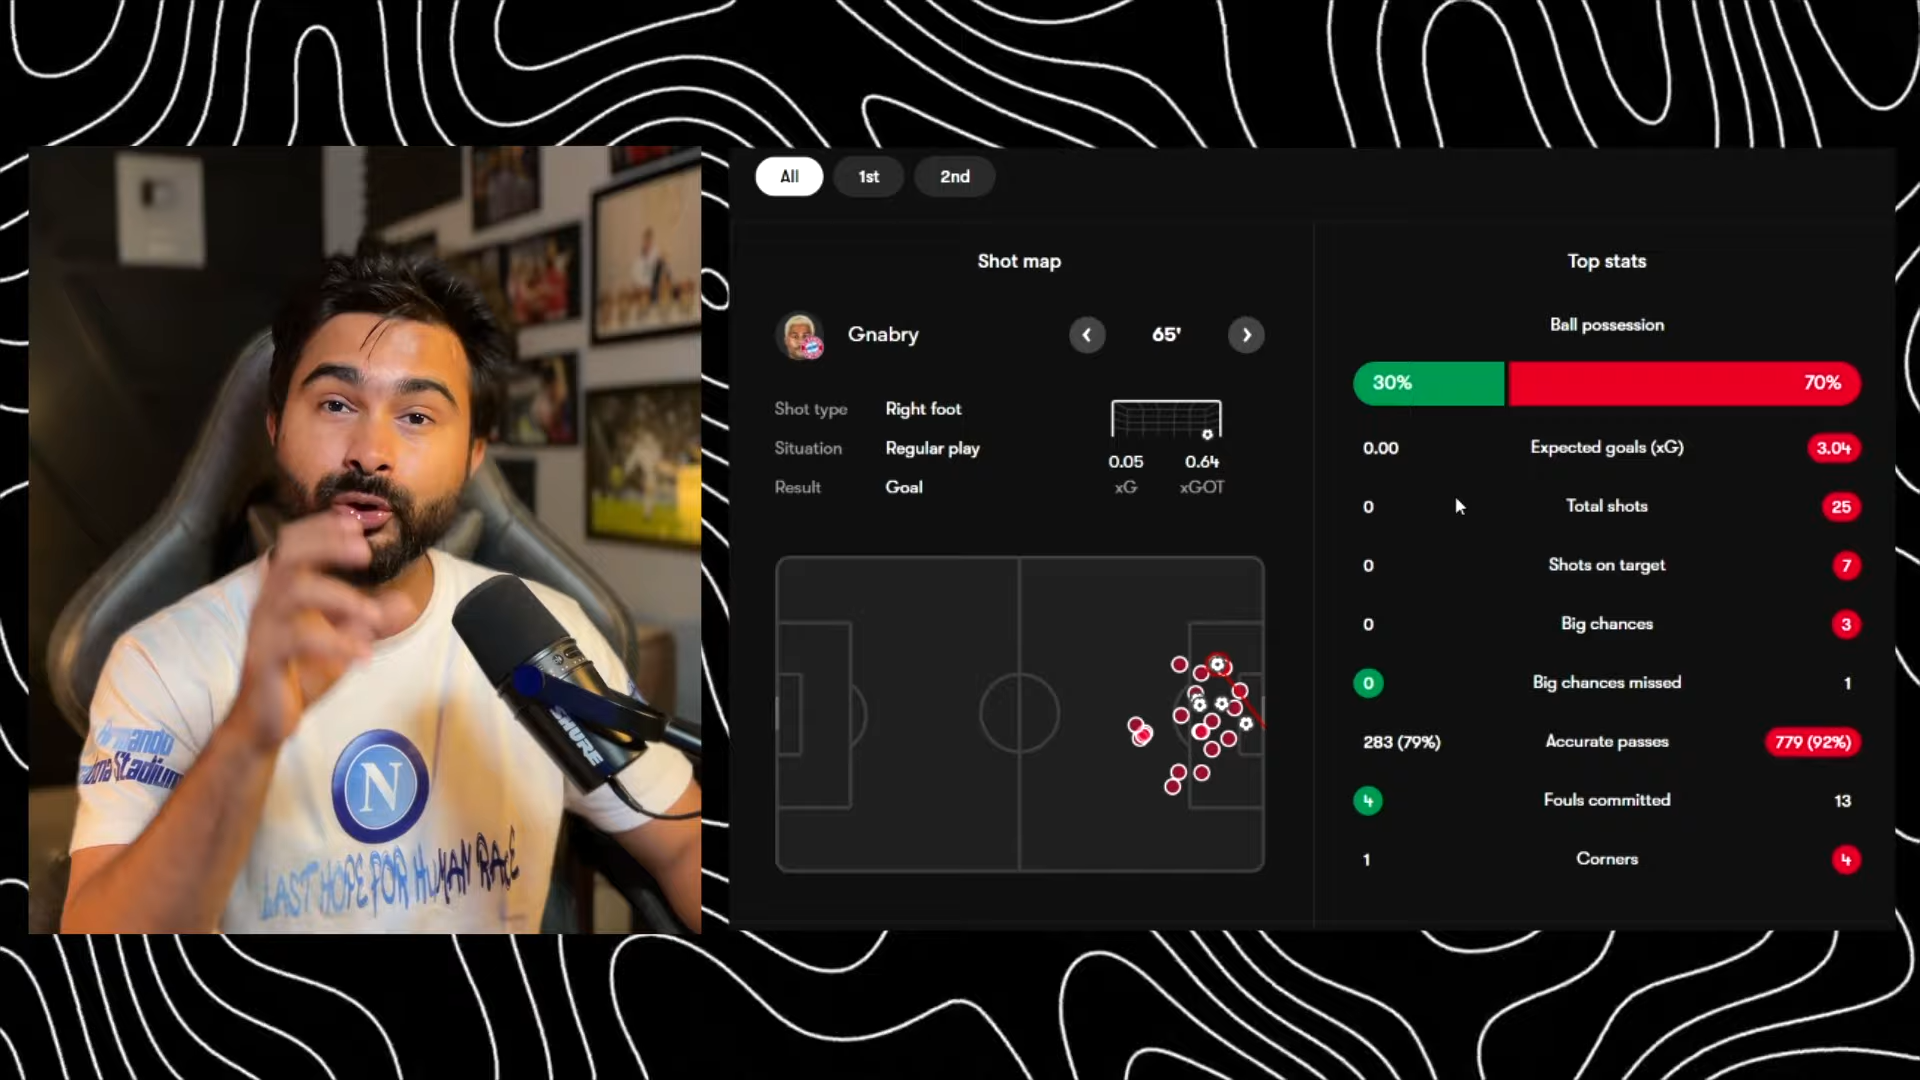 All
1st
2nd
Shot map
Gnabry
65'
Shot type Right foot
Situation Regular play
Result Goal
0.05 0.64
xG xGOT
Top stats
Ball possession
30% 70%
0.00 Expected goals (xG) 3.04
0 Total shots 25
0 Shots on target 7
0 Big chances 3
0 Big chances missed 1
283 (79%) Accurate passes 779 (92%)
4 Fouls committed 13
1 Corners 4
SHURE
N
LAST HOPE FOR HUMAN RACE
Stadium